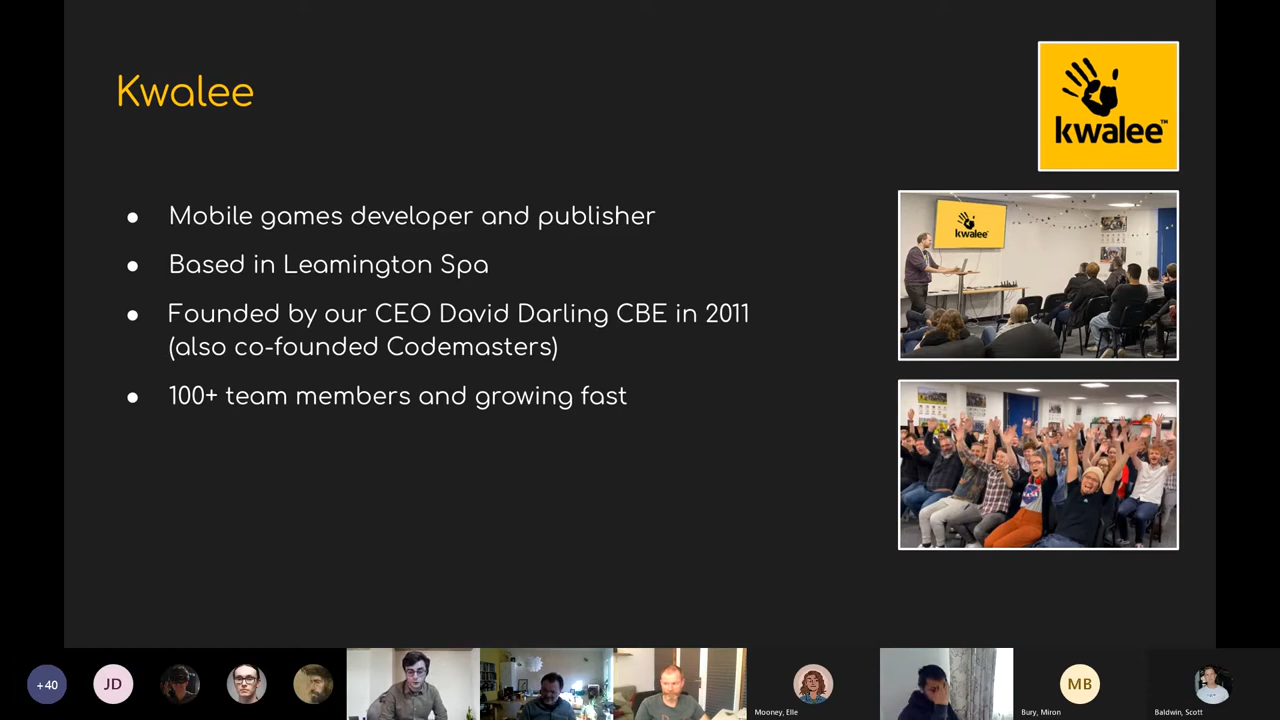 Kwalee
kwalee™
● Mobile games developer and publisher
● Based in Leamington Spa
● Founded by our CEO David Darling CBE in 2011
(also co-founded Codemasters)
● 100+ team members and growing fast
kwalee
+40
JD
Mooney, Elle
MB
Bury, Miron
Baldwin, Scott